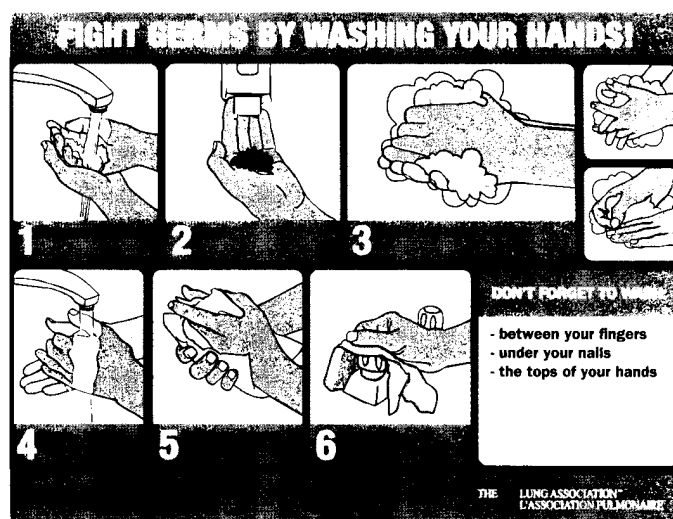 FIGHT GERMS BY WASHING YOUR HANDS!
1
2
3
4
5
6
DON'T FORGET TO WASH
- between your fingers
- under your nails
- the tops of your hands
THE LUNG ASSOCIATION™
L'ASSOCIATION PULMONAIRE